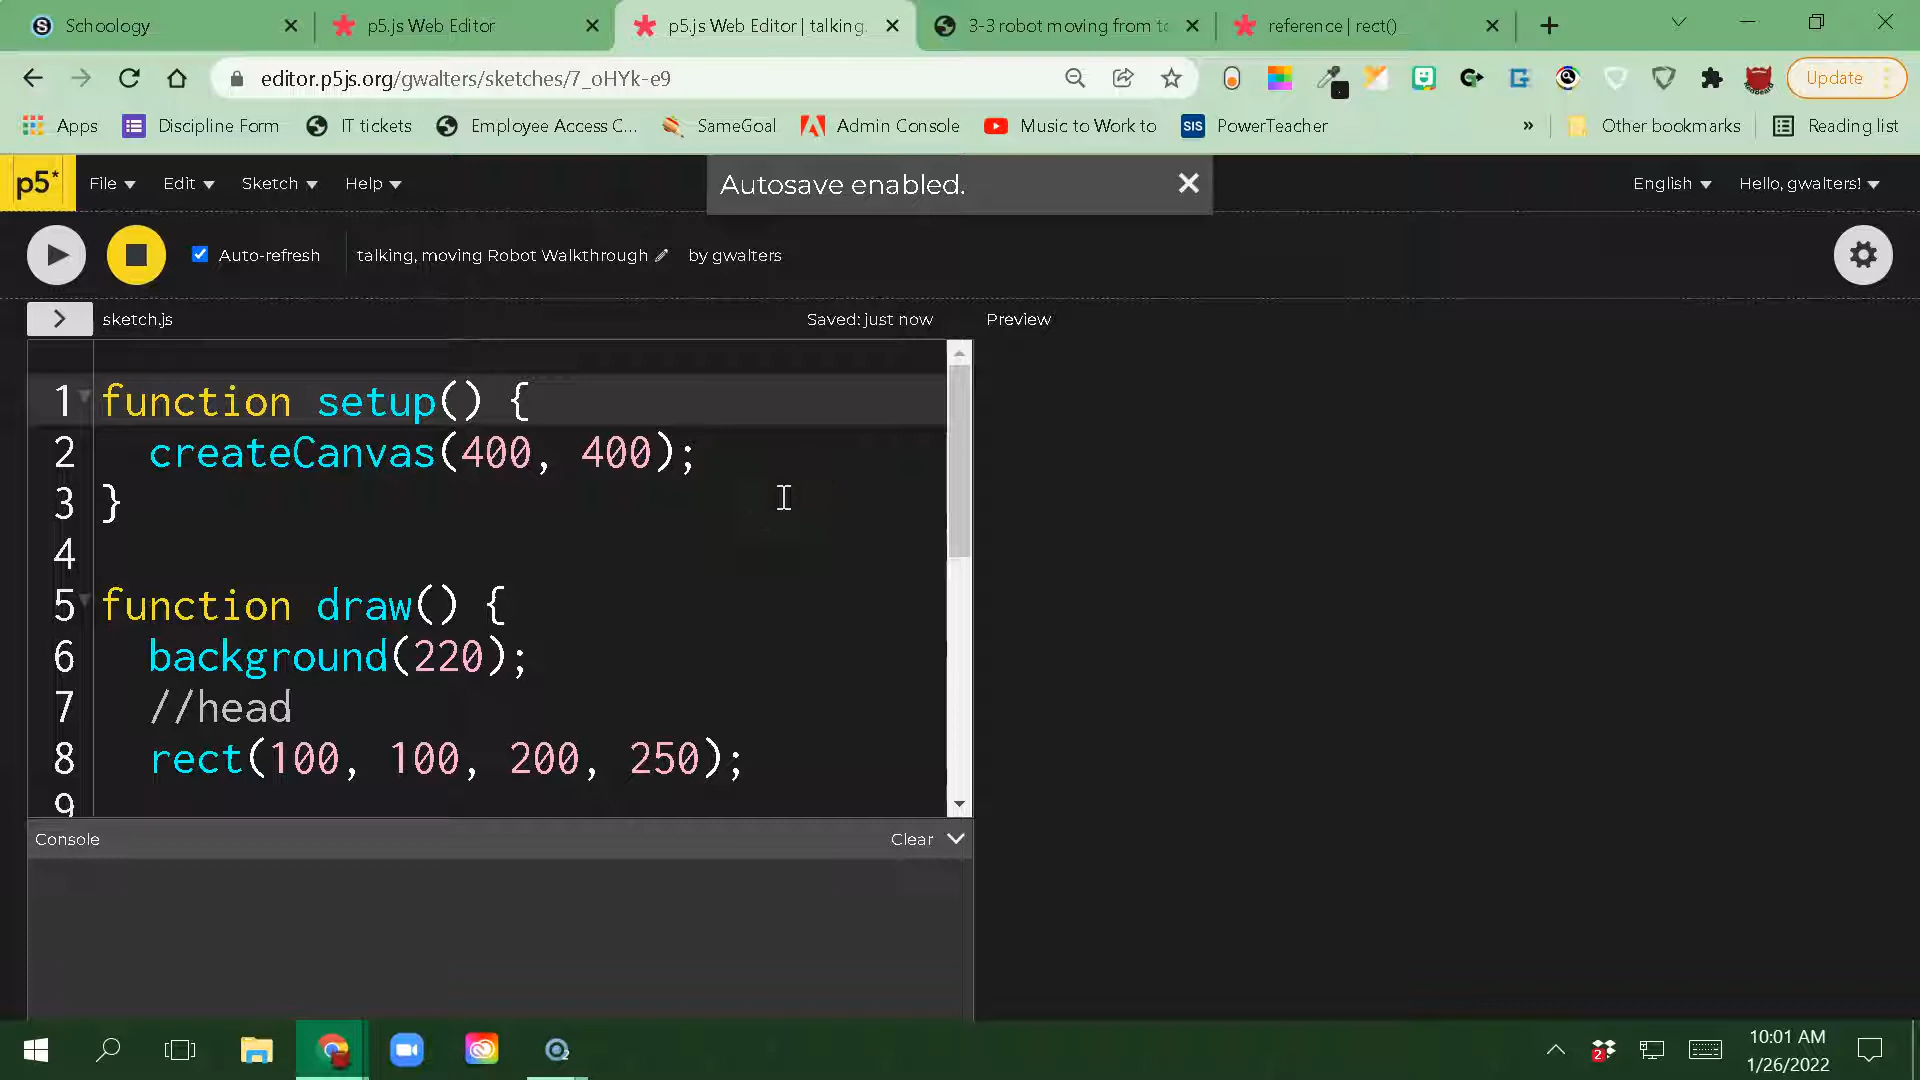 Schoology
p5.js Web Editor
p5.js Web Editor | talking,
3-3 robot moving from to
reference | rect()
editor.p5js.org/gwalters/sketches/7_oHYk-e9
Update
Apps
Discipline Form
IT tickets
Employee Access C...
SameGoal
Admin Console
Music to Work to
SIS
PowerTeacher
»
Other bookmarks
Reading list
p5*
File
Edit
Sketch
Help
Autosave enabled.
English
Hello, gwalters!
Auto-refresh
talking, moving Robot Walkthrough
by gwalters
sketch.js
Saved: just now
Preview
1 function setup() {
2 createCanvas(400, 400);
3 }
4
5 function draw() {
6 background(220);
7 //head
8 rect(100, 100, 200, 250);
9
Console
Clear
10:01 AM
1/26/2022
2